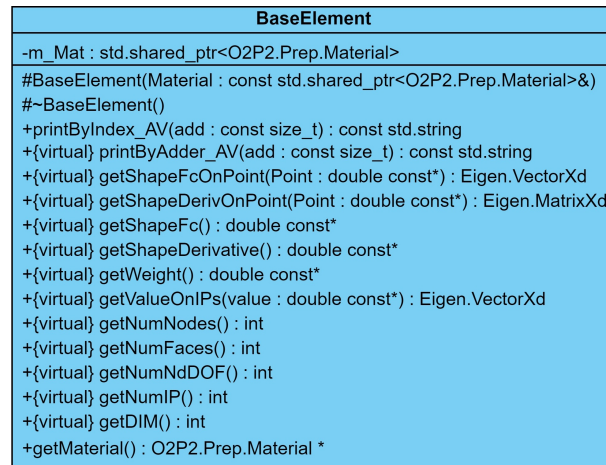 BaseElement
-m_Mat : std.shared_ptr<O2P2.Prep.Material>
#BaseElement(Material : const std.shared_ptr<O2P2.Prep.Material>&)
#~BaseElement()
+printByIndex_AV(add : const size_t) : const std.string
+{virtual} printByAdder_AV(add : const size_t) : const std.string
+{virtual} getShapeFcOnPoint(Point : double const*) : Eigen.VectorXd
+{virtual} getShapeDerivOnPoint(Point : double const*) : Eigen.MatrixXd
+{virtual} getShapeFc() : double const*
+{virtual} getShapeDerivative() : double const*
+{virtual} getWeight() : double const*
+{virtual} getValueOnIPs(value : double const*) : Eigen.VectorXd
+{virtual} getNumNodes() : int
+{virtual} getNumFaces() : int
+{virtual} getNumNdDOF() : int
+{virtual} getNumIP() : int
+{virtual} getDIM() : int
+getMaterial() : O2P2.Prep.Material *